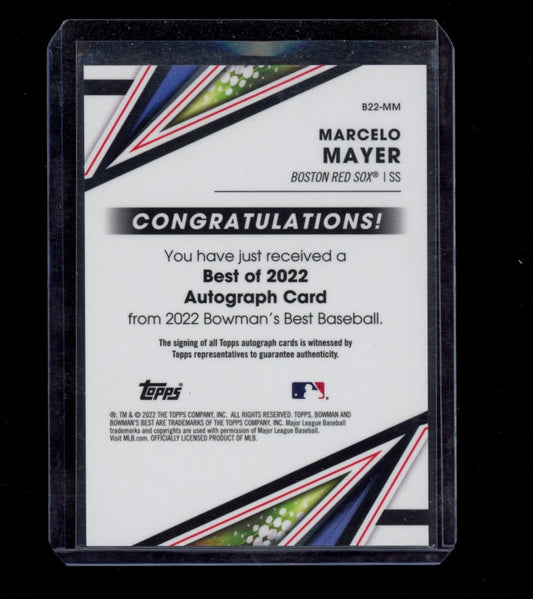 B22-MM
MARCELO
MAYER
BOSTON RED SOX® | SS
CONGRATULATIONS!
You have just received a
Best of 2022
Autograph Card
from 2022 Bowman's Best Baseball.
The signing of all Topps autograph cards is witnessed by
Topps representatives to guarantee authenticity.
Topps
®, TM & © 2022 THE TOPPS COMPANY, INC. ALL RIGHTS RESERVED. TOPPS, BOWMAN AND
BOWMAN'S BEST ARE TRADEMARKS OF THE TOPPS COMPANY, INC. Major League Baseball
trademarks and copyrights are used with permission of Major League Baseball
Visit MLB.com. OFFICIALLY LICENSED PRODUCT OF MLB.